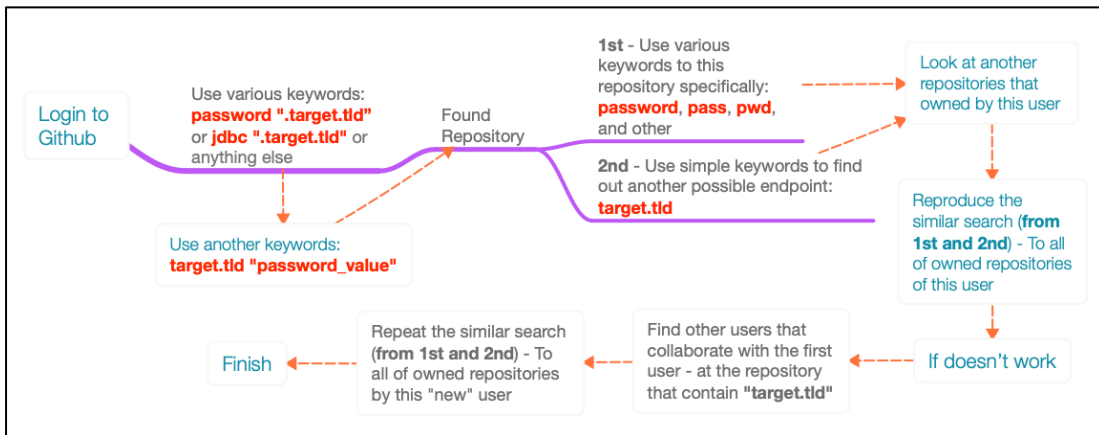 Login to
Github
Use various keywords:
password ".target.tld”
or jdbc ".target.tld" or
anything else
Use another keywords:
target.tld "password_value"
Found
Repository
1st - Use various
keywords to this
repository specifically:
password, pass, pwd,
and other
2nd - Use simple keywords to find
out another possible endpoint:
target.tld
Look at another
repositories that
owned by this user
Reproduce the
similar search (from
1st and 2nd) - To all
of owned repositories
of this user
If doesn’t work
Find other users that
collaborate with the first
user - at the repository
that contain "target.tld"
Repeat the similar search
(from 1st and 2nd) - To
all of owned repositories
by this "new" user
Finish